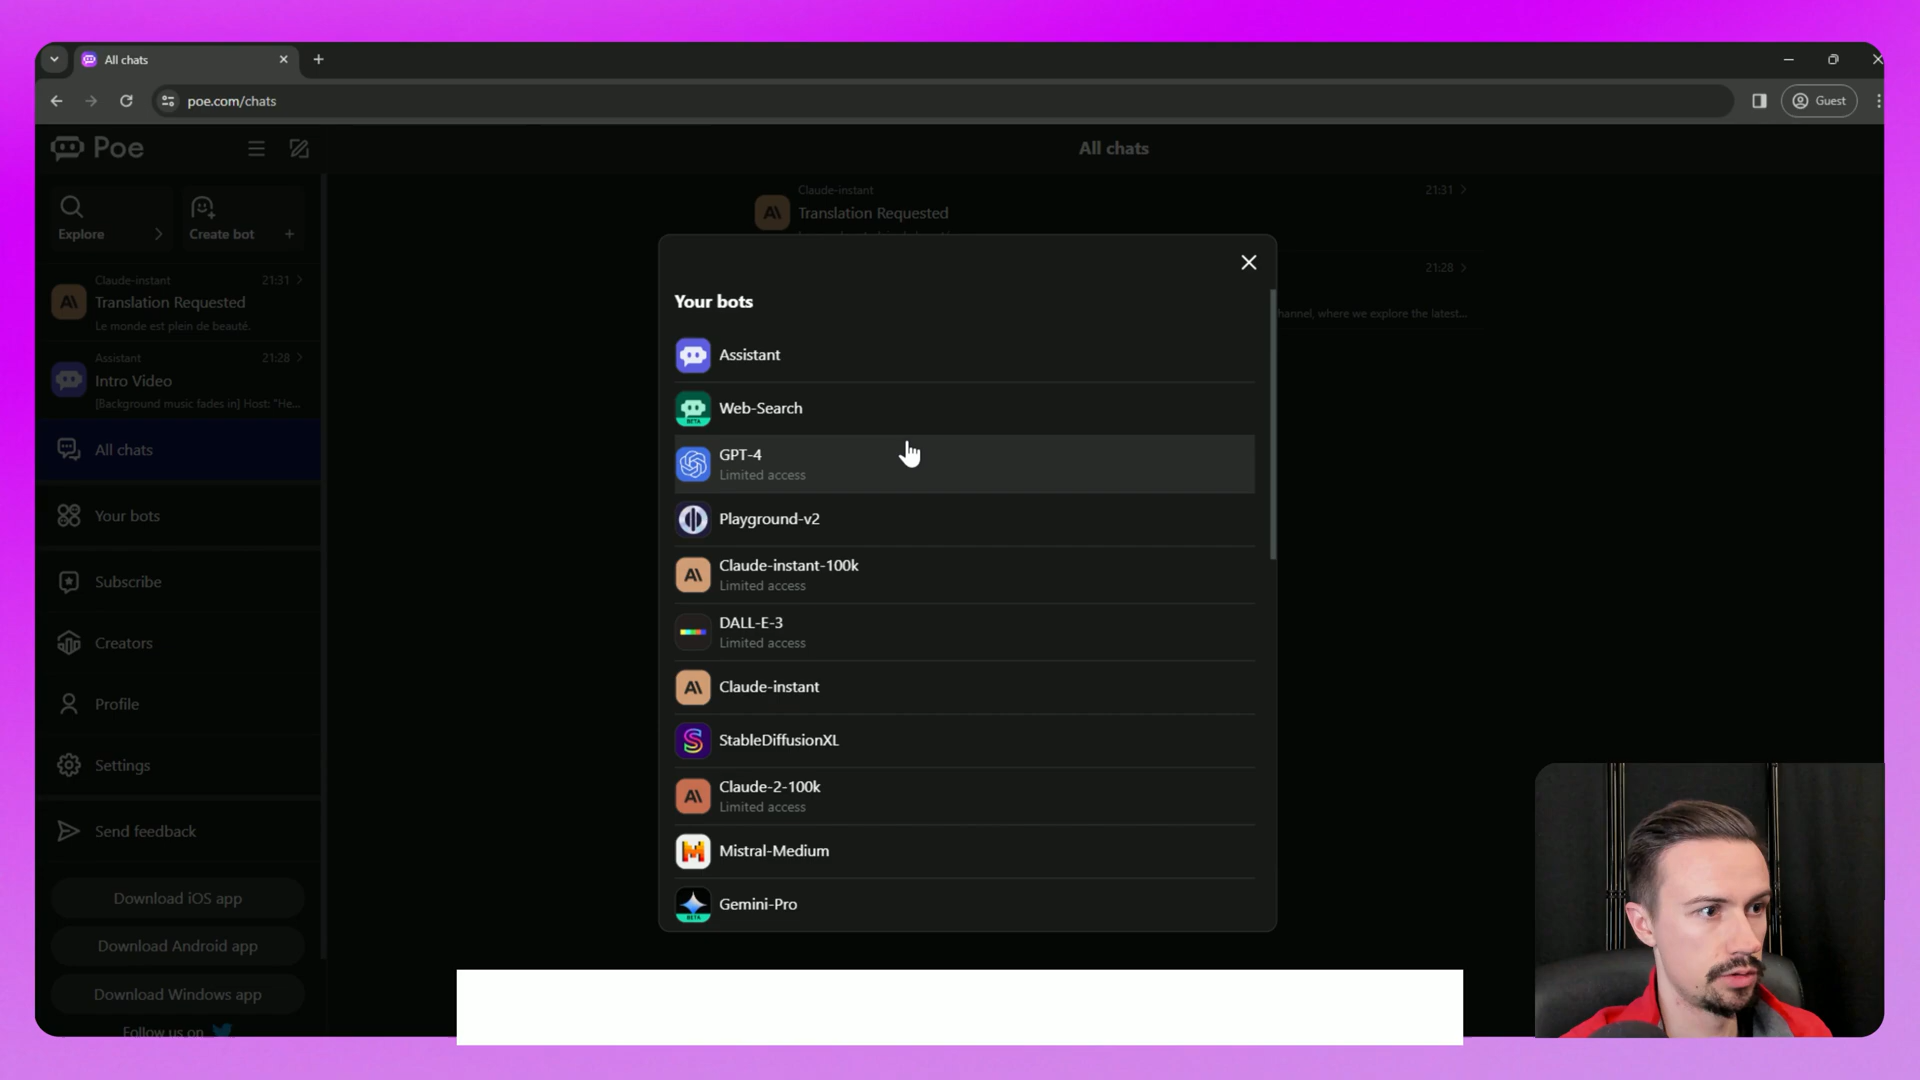 All chats
poe.com/chats
Guest
Poe
All chats
Explore
Create bot
Claude-instant
21:31
Translation Requested
Le monde est plein de beauté.
Assistant
21:28
Intro Video
[Background music fades in] Host: "He...
All chats
Your bots
Subscribe
Creators
Profile
Settings
Send feedback
Download iOS app
Download Android app
Download Windows app
Follow us on
Claude-instant
21:31
Translation Requested
21:28
hannel, where we explore the latest...
Your bots
Assistant
BETA
Web-Search
GPT-4
Limited access
Playground-v2
Claude-instant-100k
Limited access
DALL-E-3
Limited access
Claude-instant
StableDiffusionXL
Claude-2-100k
Limited access
Mistral-Medium
BETA
Gemini-Pro